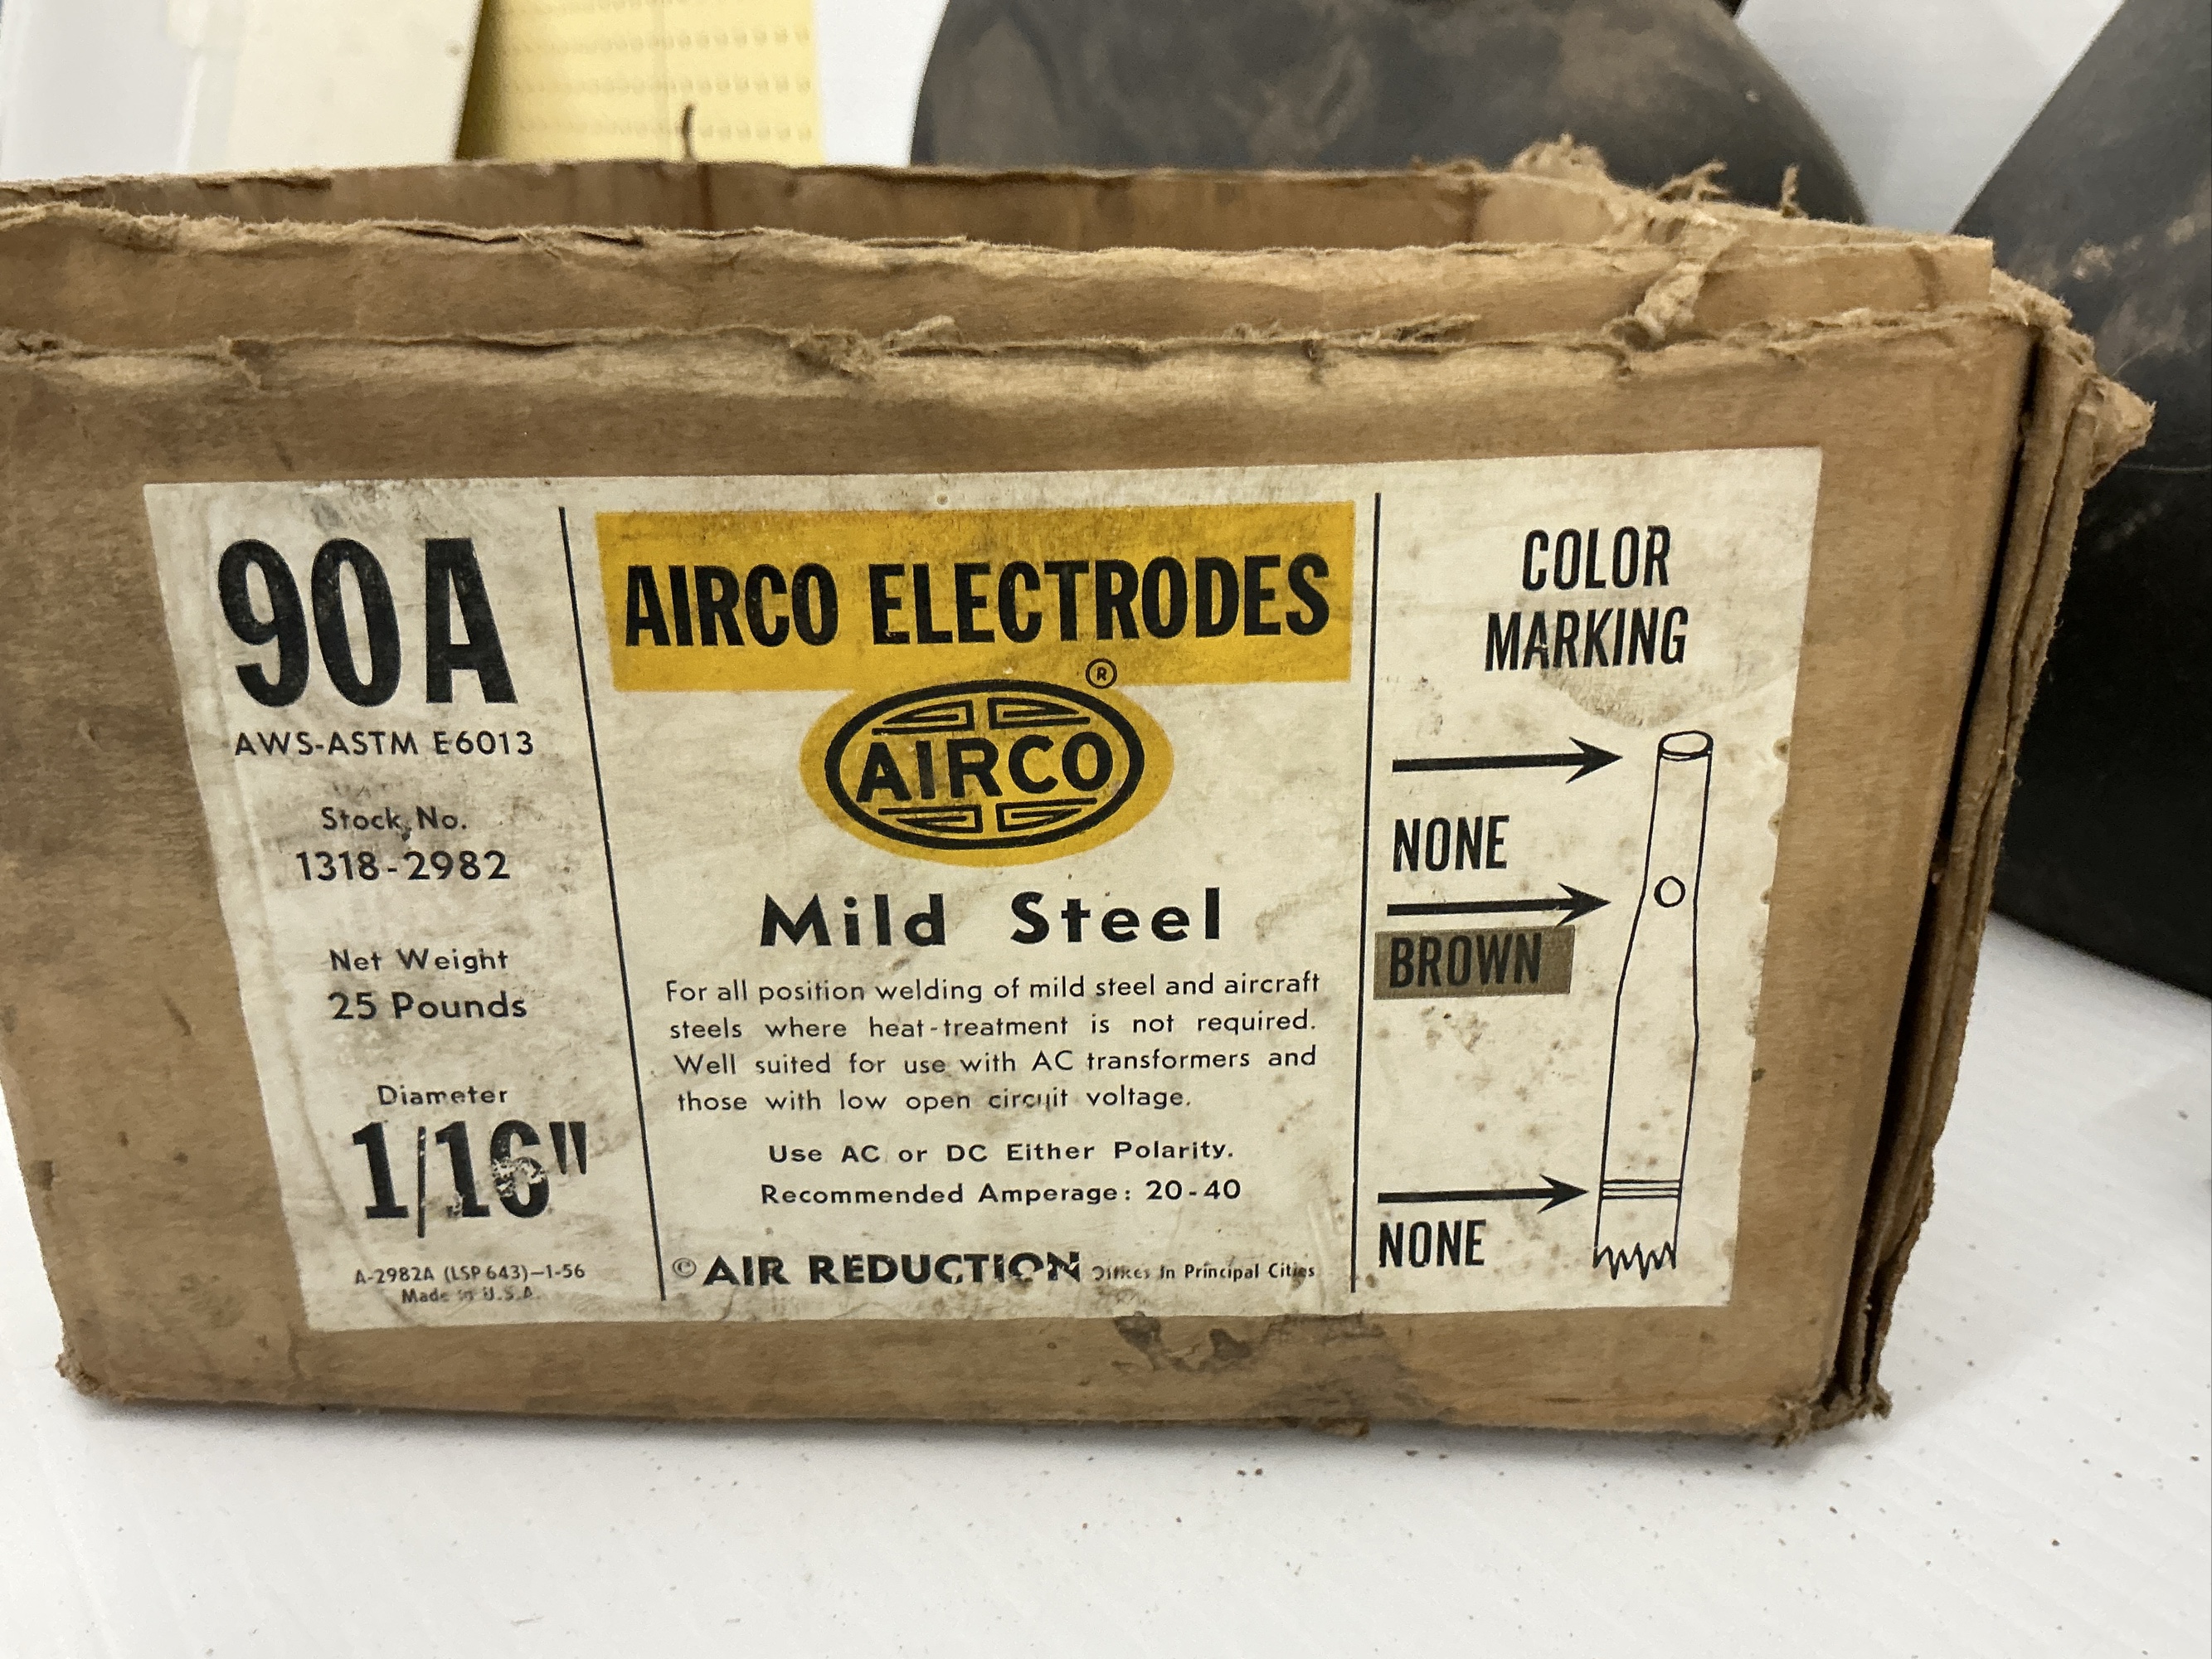 90A
AWS-ASTM E6013
Stock No.
1318-2982
Net Weight
25 Pounds
Diameter
1/16"
A-2982A (LSP 643)-1-56
Made in U.S.A.
AIRCO ELECTRODES
®
AIRCO
Mild Steel
For all position welding of mild steel and aircraft
steels where heat-treatment is not required.
Well suited for use with AC transformers and
those with low open circuit voltage.
Use AC or DC Either Polarity.
Recommended Amperage: 20-40
© AIR REDUCTION Offices In Principal Cities
COLOR
MARKING
NONE
BROWN
NONE